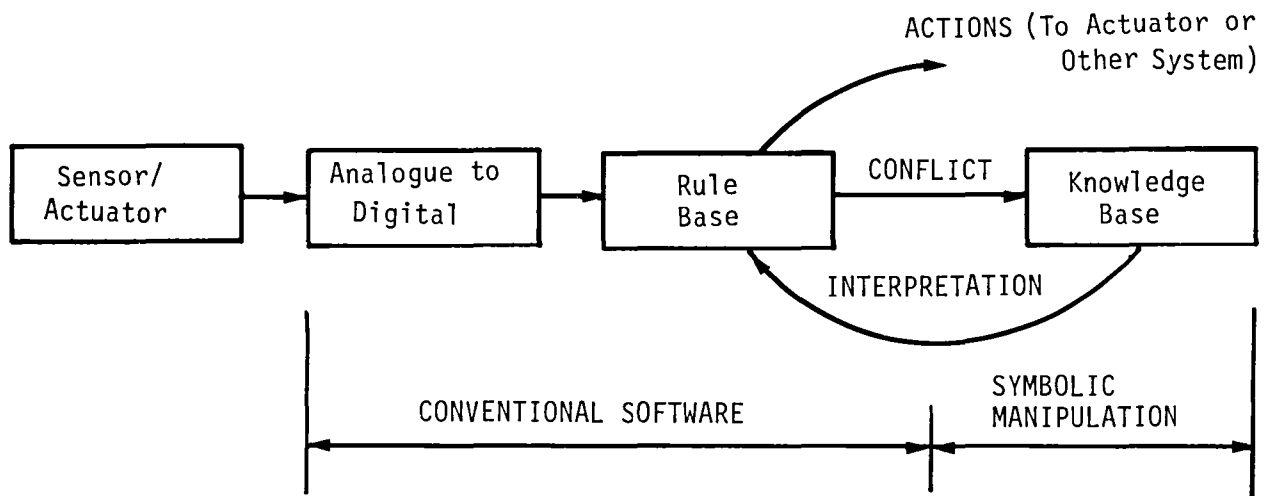 ACTIONS (To Actuator or
Other System)
Sensor/
Actuator
Analogue to
Digital
Rule
Base
CONFLICT
Knowledge
Base
INTERPRETATION
CONVENTIONAL SOFTWARE
SYMBOLIC
MANIPULATION